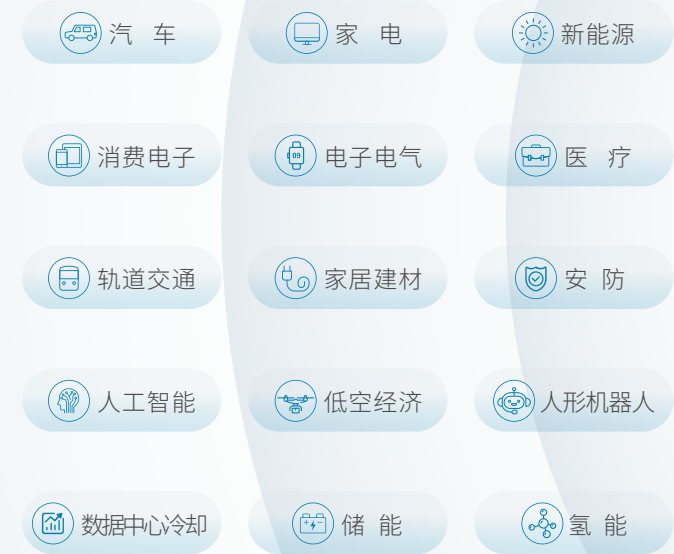 汽 车
家 电
新能源
消费电子
09
电子电气
医 疗
轨道交通
家居建材
安 防
人工智能
低空经济
人形机器人
数据中心冷却
储 能
氢 能